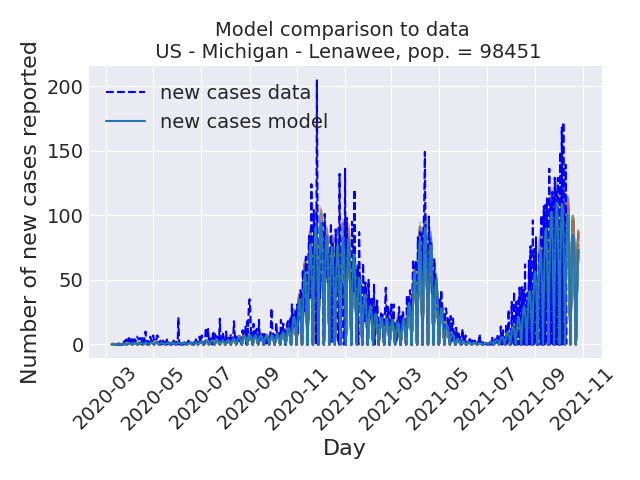 Model comparison to data
US - Michigan - Lenawee, pop. = 98451
Number of new cases reported
200
150
100
50
0
new cases data
new cases model
2020-03
2020-05
2020-07
2020-09
2020-11
2021-01
2021-03
2021-05
2021-07
2021-09
2021-11
Day